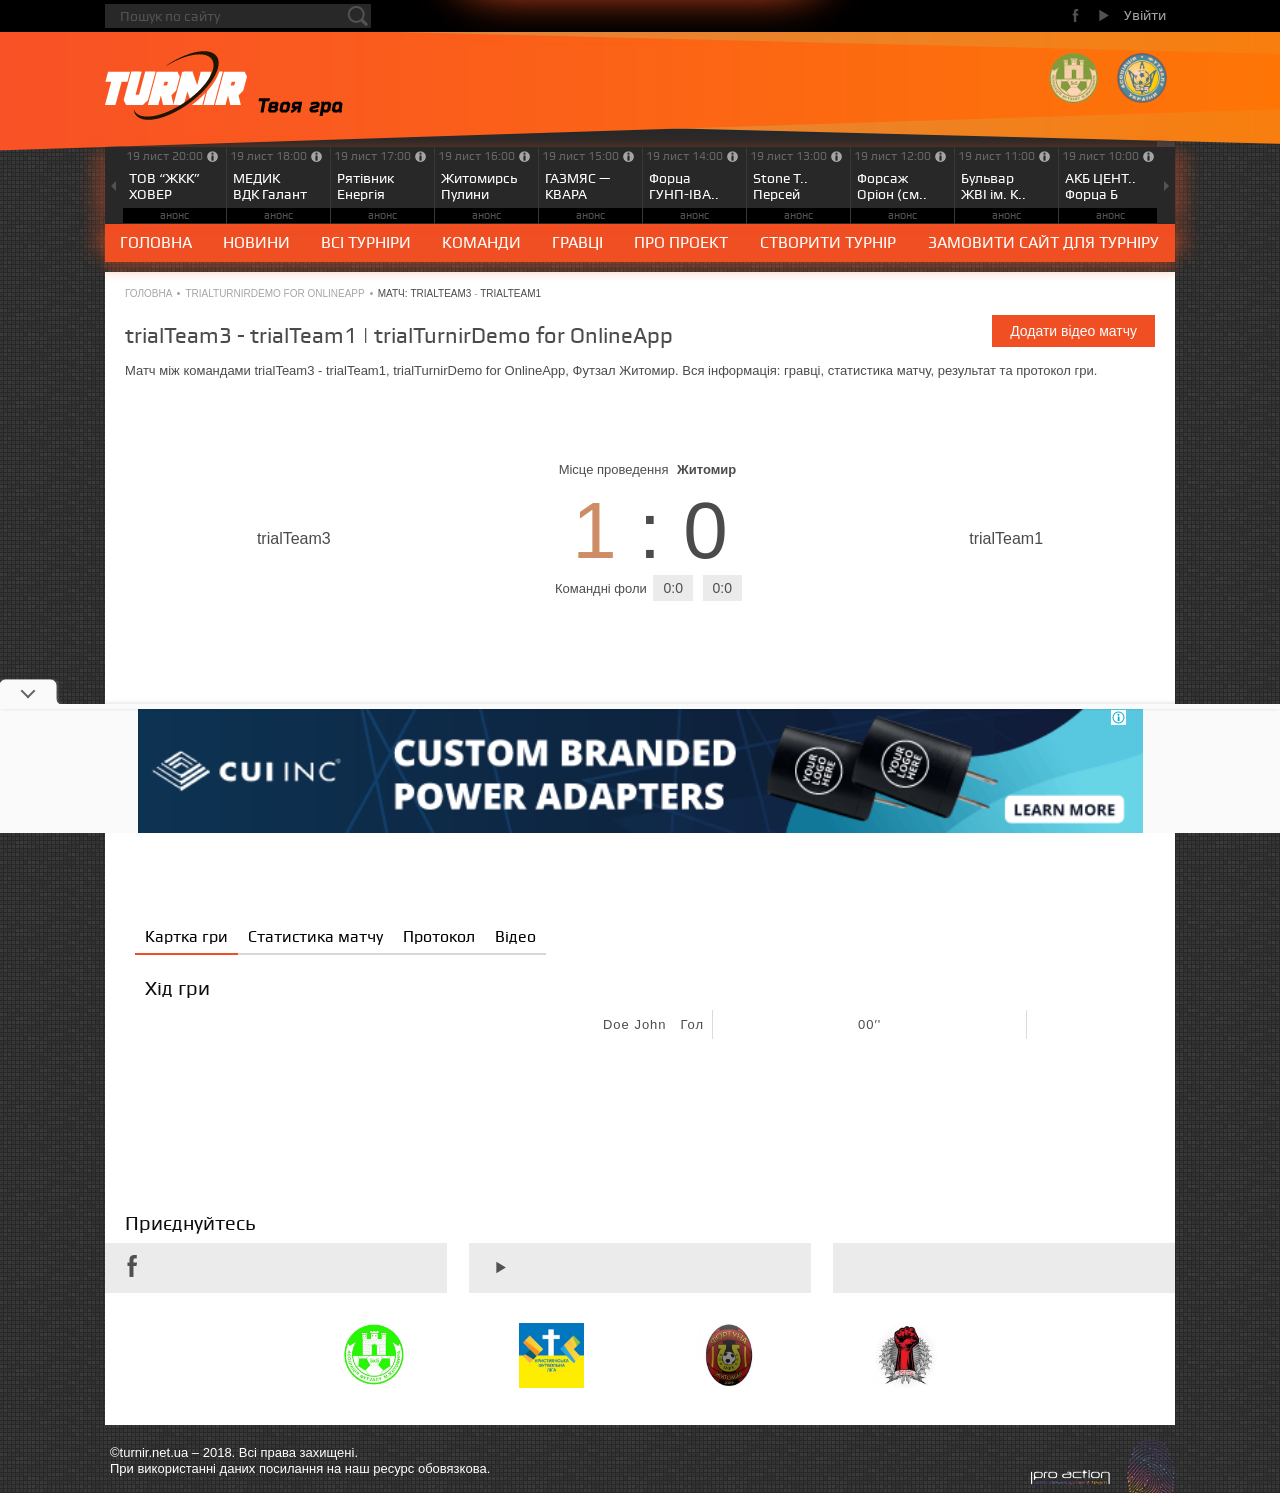 Пошук по сайту
Увійти
TURNIR
Твоя гра
19 лист 20:00 19 лист 18:00 19 лист 17:00 19 лист 16:00 19 лист 15:00 19 лист 14:00 19 лист 13:00 19 лист 12:00 19 лист 11:00 19 лист 10:00
ТОВ “ЖКК” МЕДИК Рятівник Житомирсь ГАЗМЯС — Форца Stone T.. Форсаж Бульвар АКБ ЦЕНТ..
ХОВЕР ВДК Галант Енергія Пулини КВАРА ГУНП-ІВА.. Персей Оріон (см.. ЖВІ ім. К.. Форца Б
анонс анонс анонс анонс анонс анонс анонс анонс анонс анонс
ГОЛОВНА НОВИНИ ВСІ ТУРНІРИ КОМАНДИ ГРАВЦІ ПРО ПРОЕКТ СТВОРИТИ ТУРНІР ЗАМОВИТИ САЙТ ДЛЯ ТУРНІРУ
ГОЛОВНА • TRIALTURNIRDEMO FOR ONLINEAPP • МАТЧ: TRIALTEAM3 - TRIALTEAM1
trialTeam3 - trialTeam1 | trialTurnirDemo for OnlineApp
Додати відео матчу
Матч між командами trialTeam3 - trialTeam1, trialTurnirDemo for OnlineApp, Футзал Житомир. Вся інформація: гравці, статистика матчу, результат та протокол гри.
Місце проведення Житомир
trialTeam3
1 : 0
trialTeam1
Командні фоли 0:0 0:0
CUI INC
CUSTOM BRANDED
POWER ADAPTERS
YOUR LOGO HERE
YOUR LOGO HERE
LEARN MORE
Картка гри Статистика матчу Протокол Відео
Хід гри
Doe John Гол 00''
Приєднуйтесь
ХРИСТИЯНСЬКА
ФУТБОЛЬНА
ЛІГА
©turnir.net.ua – 2018. Всі права захищені.
При використанні даних посилання на наш ресурс обовязкова.
pro action